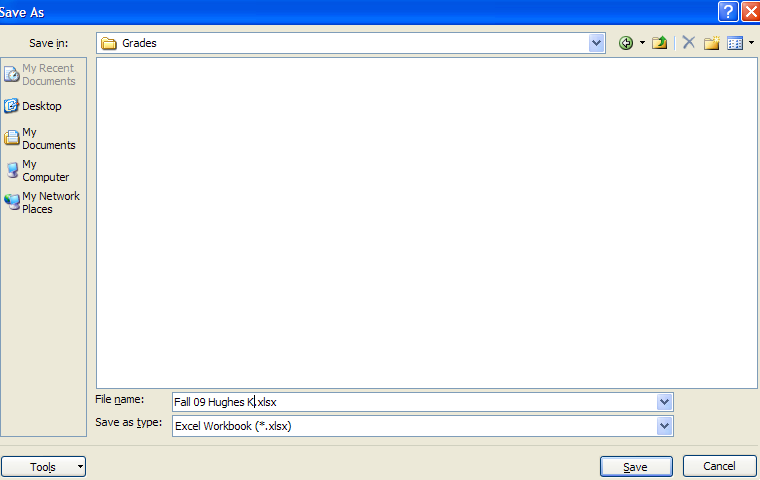 Save As
Save in:
Grades
My Recent
Documents
Desktop
My
Documents
My
Computer
My Network
Places
File name:
Fall 09 Hughes K.xlsx
Save as type:
Excel Workbook (*.xlsx)
Tools
Save
Cancel